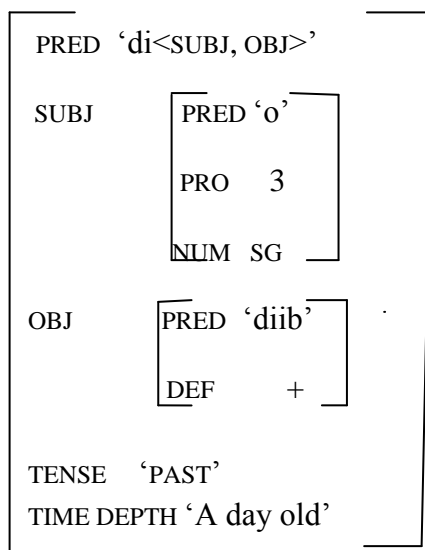 PRED ‘di<SUBJ, OBJ>’
SUBJ PRED ‘o’
PRO 3
NUM SG
OBJ PRED ‘diib’
DEF +
TENSE ‘PAST’
TIME DEPTH ‘A day old’